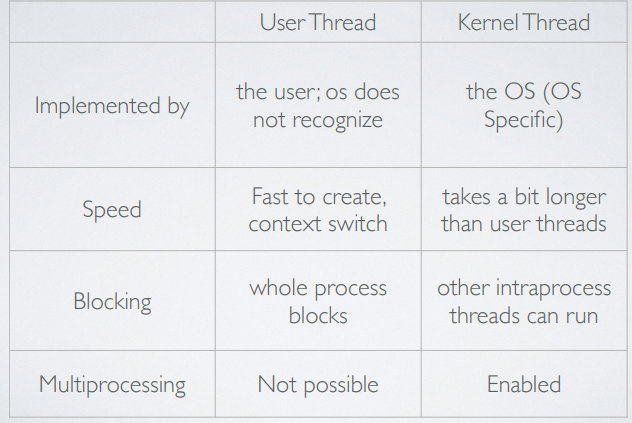 User Thread
Kernel Thread
Implemented by
the user; os does
not recognize
the OS (OS
Specific)
Speed
Fast to create,
context switch
takes a bit longer
than user threads
Blocking
whole process
blocks
other intraprocess
threads can run
Multiprocessing
Not possible
Enabled